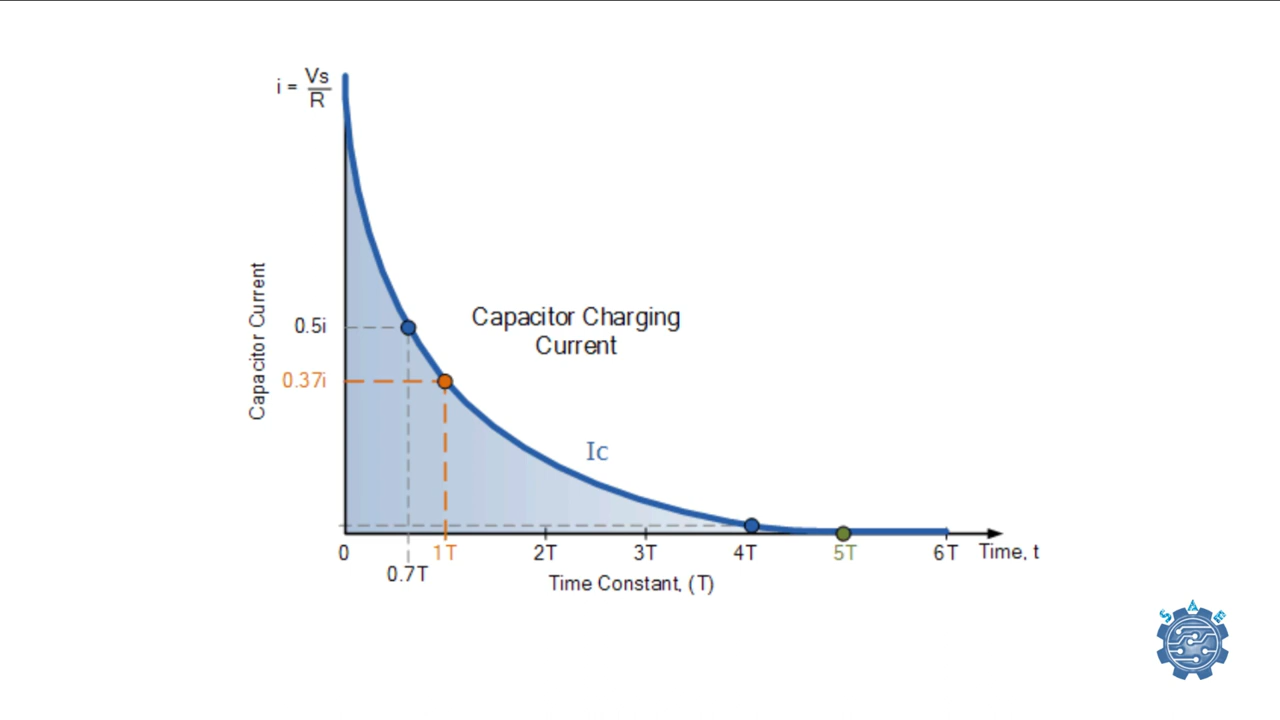 i = Vs
R
Capacitor Current
0.5i
0.37i
Capacitor Charging
Current
Ic
0
0.7T
1T
2T
3T
4T
5T
6T
Time, t
Time Constant, (T)
S A E